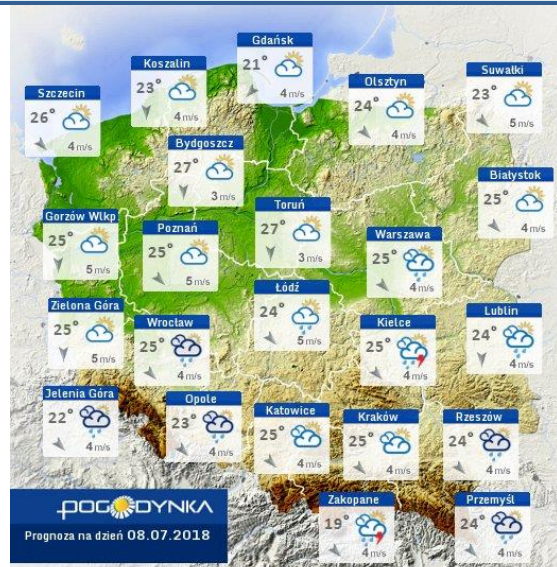 Gdańsk
21°
4 m/s
Koszalin
23°
4 m/s
Suwałki
23°
5 m/s
Olsztyn
24°
4 m/s
Szczecin
26°
4 m/s
Bydgoszcz
27°
3 m/s
Białystok
25°
4 m/s
Toruń
27°
3 m/s
Gorzów Wlkp
25°
5 m/s
Poznań
25°
5 m/s
Warszawa
25°
4 m/s
Łódź
24°
5 m/s
Zielona Góra
25°
5 m/s
Wrocław
25°
4 m/s
Kielce
25°
4 m/s
Lublin
24°
4 m/s
Jelenia Góra
22°
4 m/s
Opole
23°
4 m/s
Katowice
25°
4 m/s
Kraków
25°
4 m/s
Rzeszów
24°
4 m/s
Zakopane
19°
4 m/s
Przemyśl
24°
4 m/s
POGODYNKA
Prognoza na dzień 08.07.2018